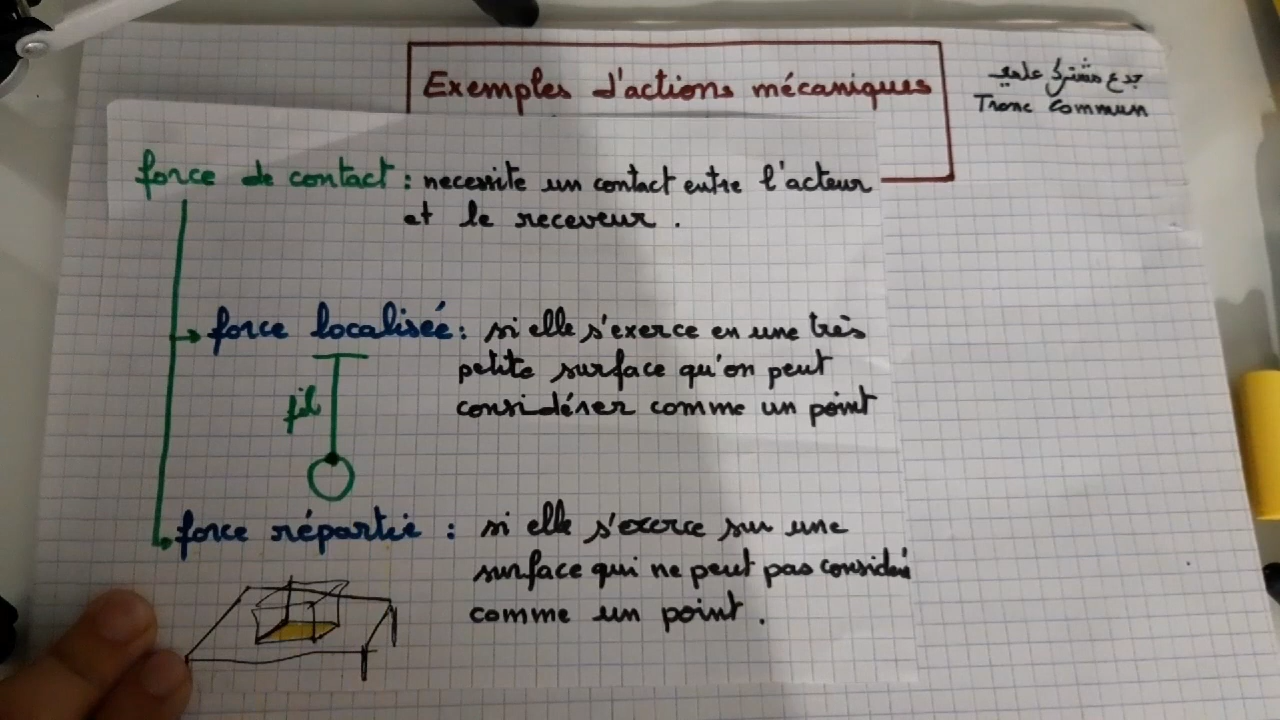 Exemples d'actions mécaniques
جدع مشترك علمي
Tronc Commun
force de contact : necessite un contact entre l'acteur
et le receveur .
force localisée : si elle s'exerce en une très
petite surface qu'on peut
considérer comme un point
fil
force répartie : si elle s'exerce sur une
surface qui ne peut pas considéré
comme un point .